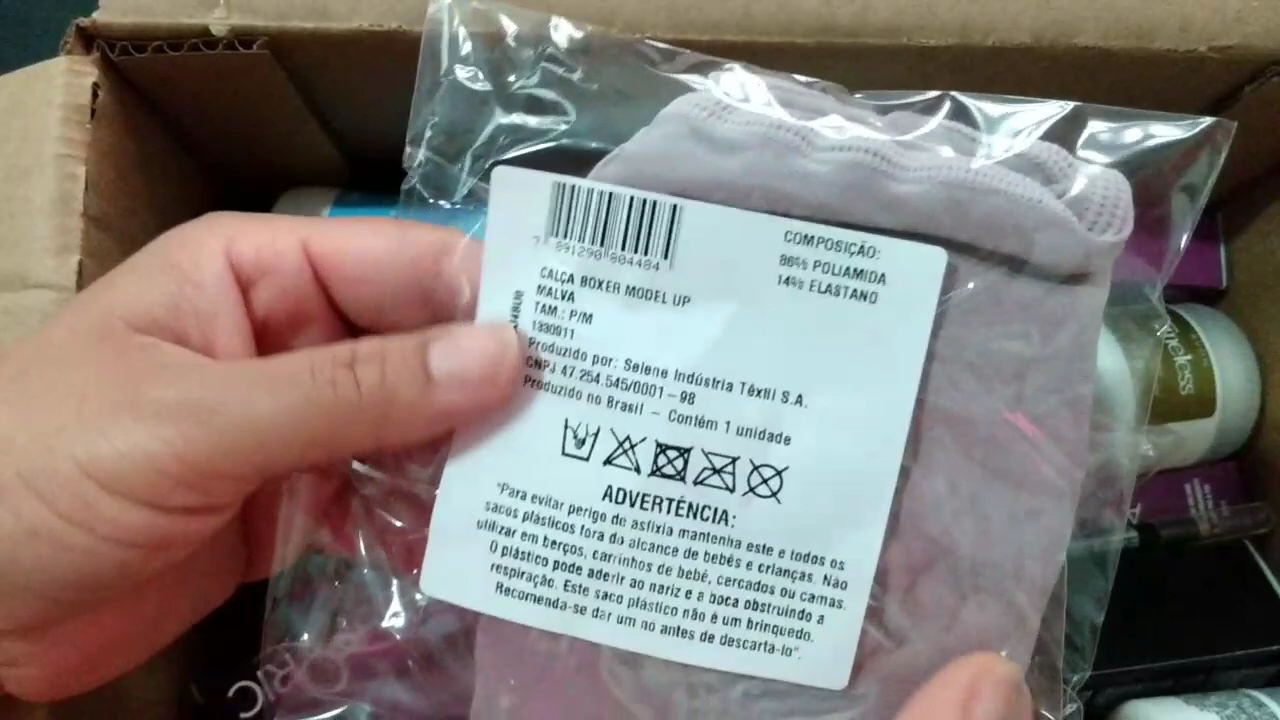 7 891290 804484
COMPOSIÇÃO:
86% POLIAMIDA
14% ELASTANO
CALÇA BOXER MODEL UP
MALVA
TAM.: P/M
1330911
Produzido por: Selene Indústria Têxtil S.A.
CNPJ 47.254.545/0001-98
Produzido no Brasil – Contém 1 unidade
ADVERTÊNCIA:
"Para evitar perigo de asfixia mantenha este e todos os
sacos plásticos fora do alcance de bebês e crianças. Não
utilizar em berços, carrinhos de bebê, cercados ou camas.
O plástico pode aderir ao nariz e a boca obstruindo a
respiração. Este saco plástico não é um brinquedo.
Recomenda-se dar um nó antes de descartá-lo".